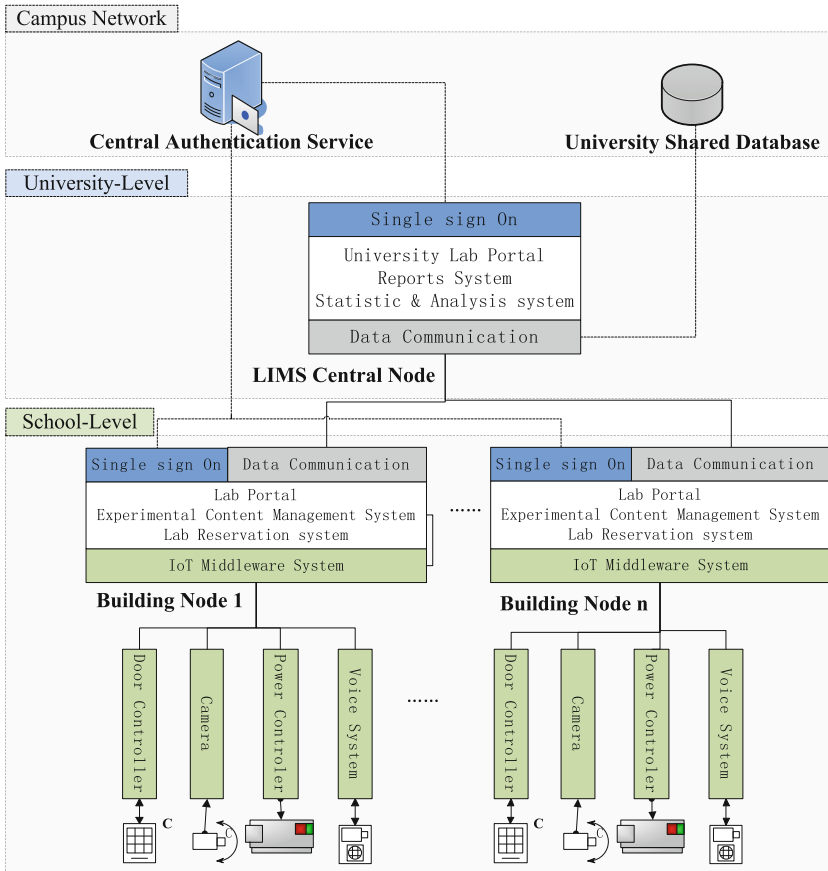 Campus Network
Central Authentication Service
University Shared Database
University-Level
Single sign On
University Lab Portal
Reports System
Statistic & Analysis system
Data Communication
LIMS Central Node
School-Level
Single sign On
Data Communication
Lab Portal
Experimental Content Management System
Lab Reservation system
IoT Middleware System
Building Node 1
......
Single sign On
Data Communication
Lab Portal
Experimental Content Management System
Lab Reservation system
IoT Middleware System
Building Node n
Door Controller
Camera
Power Controler
Voice System
......
Door Controller
Camera
Power Controler
Voice System
C
C
C
C